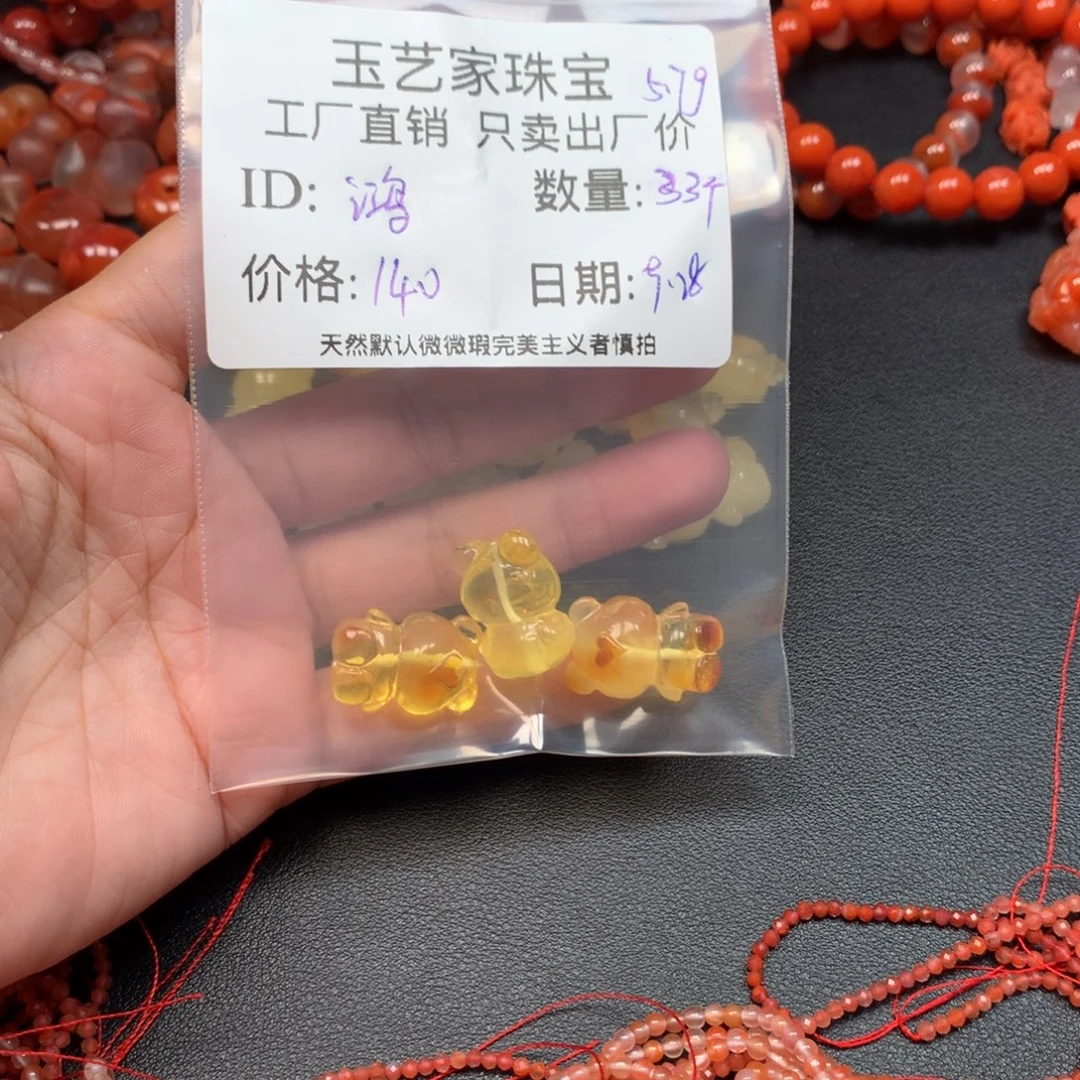 玉艺家珠宝 579
工厂直销 只卖出厂价
ID: 鸿 数量: 33个
价格: 140 日期: 9.28
天然默认微微瑕完美主义者慎拍